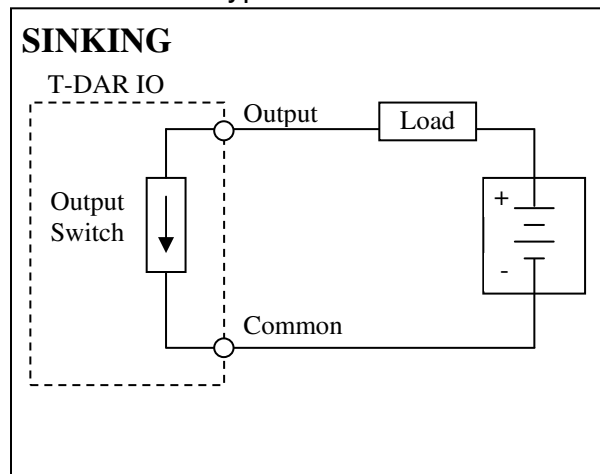 SINKING
T-DAR IO
Output
Load
Output
Switch
+
-
Common